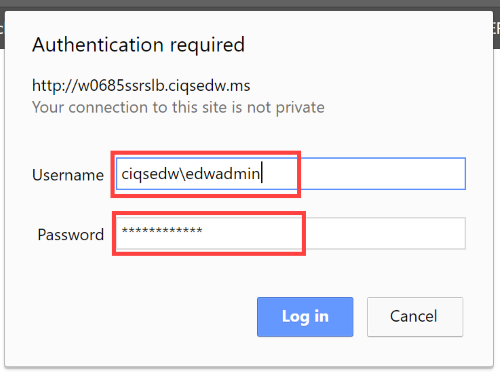 Authentication required
http://w0685ssrslb.ciqsedw.ms
Your connection to this site is not private
Username ciqsedw\edwadmin
Password ************
Log in Cancel